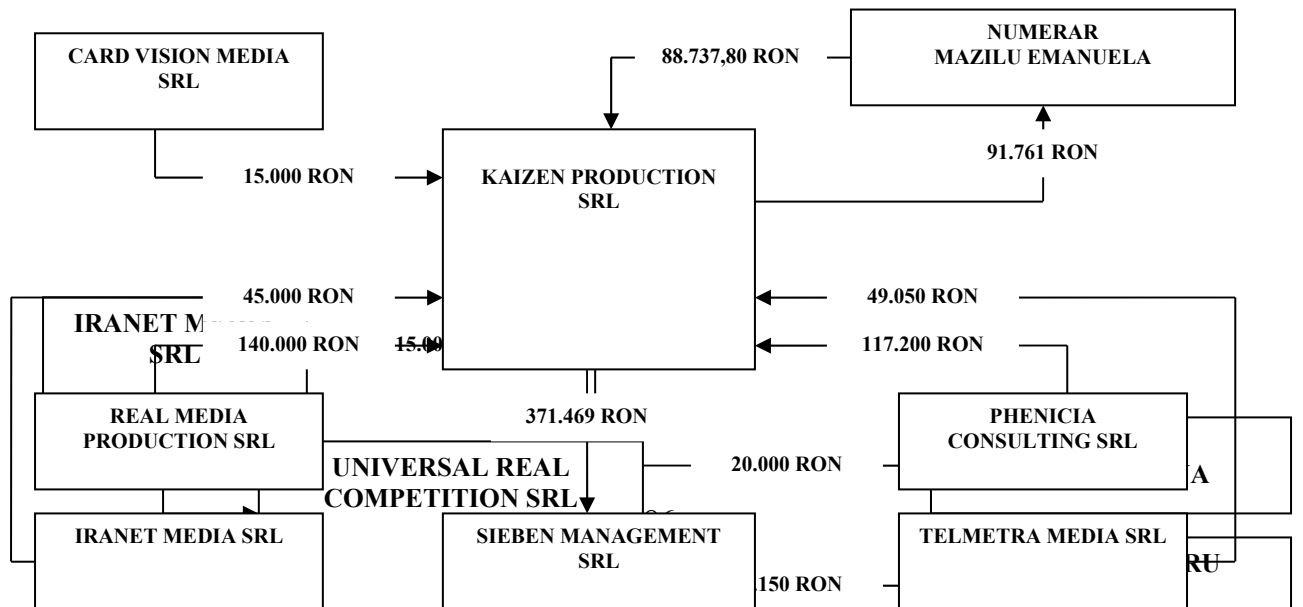 NUMERAR
MAZILU EMANUELA
CARD VISION MEDIA
SRL
88.737,80 RON
91.761 RON
15.000 RON
KAIZEN PRODUCTION
SRL
45.000 RON
49.050 RON
IRANET
SRL
140.000 RON
117.200 RON
REAL MEDIA
PRODUCTION SRL
371.469 RON
PHENICIA
CONSULTING SRL
UNIVERSAL REAL
COMPETITION SRL
20.000 RON
IRANET MEDIA SRL
SIEBEN MANAGEMENT
SRL
TELMETRA MEDIA SRL